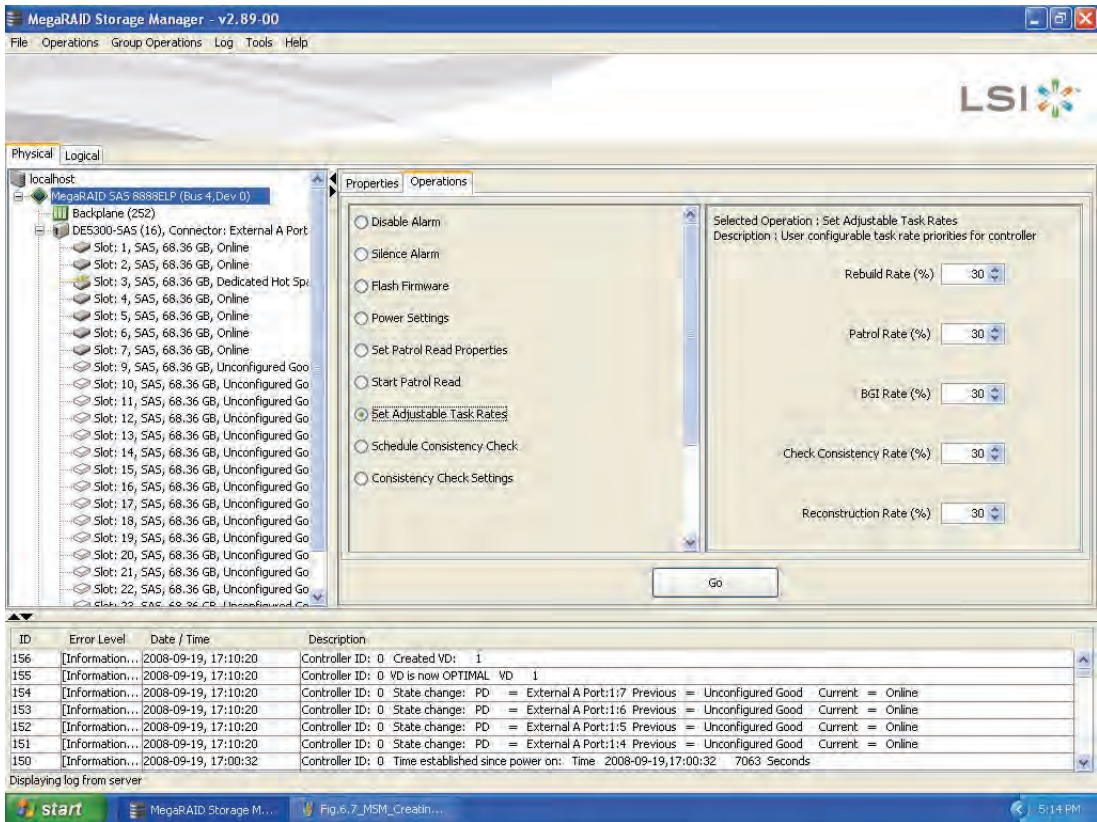 MegaRAID Storage Manager - v2.89-00
File Operations Group Operations Log Tools Help
LSI
Physical Logical
localhost
MegaRAID SAS 8888ELP (Bus 4,Dev 0)
Backplane (252)
DE5300-SAS (16), Connector: External A Port
Slot: 1, SAS, 68.36 GB, Online
Slot: 2, SAS, 68.36 GB, Online
Slot: 3, SAS, 68.36 GB, Dedicated Hot Spa
Slot: 4, SAS, 68.36 GB, Online
Slot: 5, SAS, 68.36 GB, Online
Slot: 6, SAS, 68.36 GB, Online
Slot: 7, SAS, 68.36 GB, Online
Slot: 9, SAS, 68.36 GB, Unconfigured Goo
Slot: 10, SAS, 68.36 GB, Unconfigured Go
Slot: 11, SAS, 68.36 GB, Unconfigured Go
Slot: 12, SAS, 68.36 GB, Unconfigured Go
Slot: 13, SAS, 68.36 GB, Unconfigured Go
Slot: 14, SAS, 68.36 GB, Unconfigured Go
Slot: 15, SAS, 68.36 GB, Unconfigured Go
Slot: 16, SAS, 68.36 GB, Unconfigured Go
Slot: 17, SAS, 68.36 GB, Unconfigured Go
Slot: 18, SAS, 68.36 GB, Unconfigured Go
Slot: 19, SAS, 68.36 GB, Unconfigured Go
Slot: 20, SAS, 68.36 GB, Unconfigured Go
Slot: 21, SAS, 68.36 GB, Unconfigured Go
Slot: 22, SAS, 68.36 GB, Unconfigured Go
Slot: 23, SAS, 68.36 GB, Unconfigured Go
Properties Operations
Disable Alarm
Silence Alarm
Flash Firmware
Power Settings
Set Patrol Read Properties
Start Patrol Read
Set Adjustable Task Rates
Schedule Consistency Check
Consistency Check Settings
Selected Operation : Set Adjustable Task Rates
Description : User configurable task rate priorities for controller
Rebuild Rate (%) 30
Patrol Rate (%) 30
BGI Rate (%) 30
Check Consistency Rate (%) 30
Reconstruction Rate (%) 30
Go
ID Error Level Date / Time Description
156 [Information... 2008-09-19, 17:10:20 Controller ID: 0 Created VD: 1
155 [Information... 2008-09-19, 17:10:20 Controller ID: 0 VD is now OPTIMAL VD 1
154 [Information... 2008-09-19, 17:10:20 Controller ID: 0 State change: PD = External A Port:1:7 Previous = Unconfigured Good Current = Online
153 [Information... 2008-09-19, 17:10:20 Controller ID: 0 State change: PD = External A Port:1:6 Previous = Unconfigured Good Current = Online
152 [Information... 2008-09-19, 17:10:20 Controller ID: 0 State change: PD = External A Port:1:5 Previous = Unconfigured Good Current = Online
151 [Information... 2008-09-19, 17:10:20 Controller ID: 0 State change: PD = External A Port:1:4 Previous = Unconfigured Good Current = Online
150 [Information... 2008-09-19, 17:00:32 Controller ID: 0 Time established since power on: Time 2008-09-19,17:00:32 7063 Seconds
Displaying log from server
start MegaRAID Storage M... Fig.6.7_MSM_Creatin... 5:14 PM